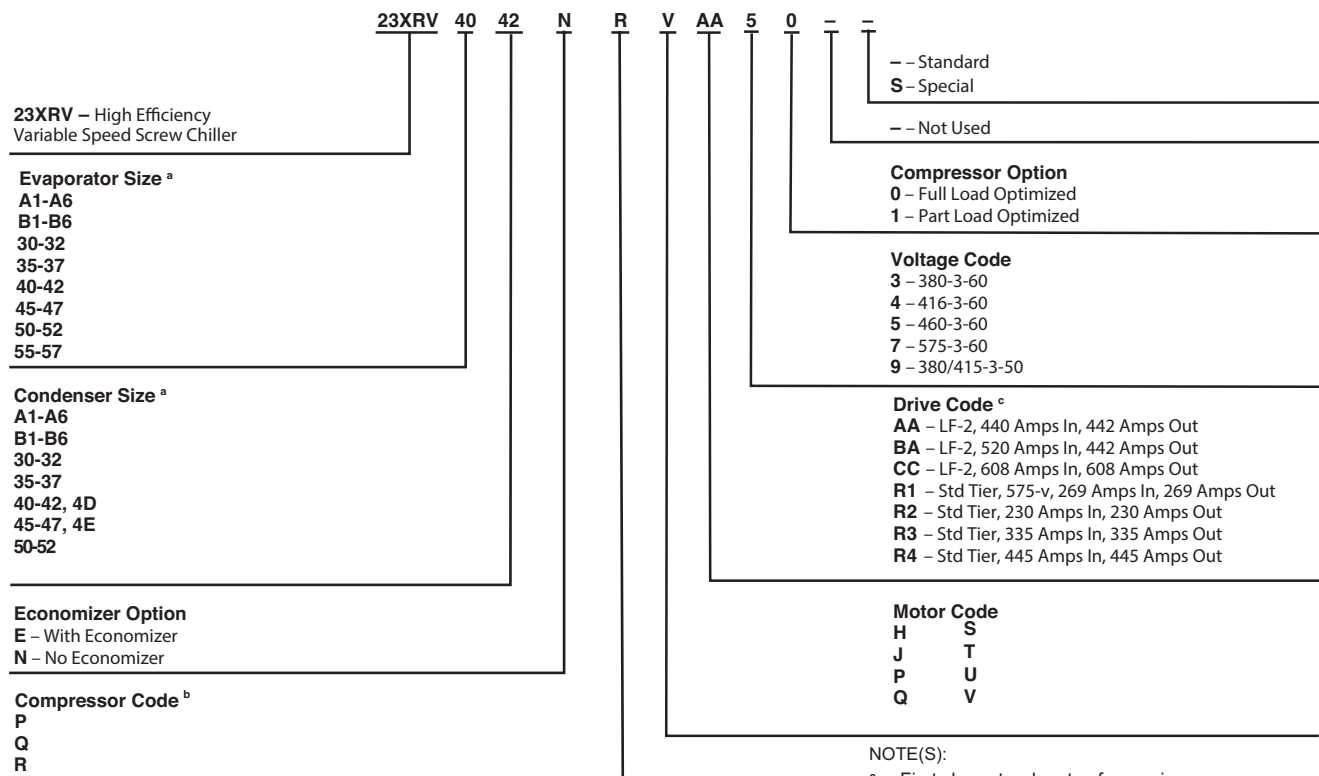 23XRV 40 42 N R V AA 5 0 – –
23XRV – High Efficiency
Variable Speed Screw Chiller
Evaporator Size a
A1-A6
B1-B6
30-32
35-37
40-42
45-47
50-52
55-57
Condenser Size a
A1-A6
B1-B6
30-32
35-37
40-42, 4D
45-47, 4E
50-52
Economizer Option
E – With Economizer
N – No Economizer
Compressor Code b
P
Q
R
– – Standard
S – Special
– – Not Used
Compressor Option
0 – Full Load Optimized
1 – Part Load Optimized
Voltage Code
3 – 380-3-60
4 – 416-3-60
5 – 460-3-60
7 – 575-3-60
9 – 380/415-3-50
Drive Code c
AA – LF-2, 440 Amps In, 442 Amps Out
BA – LF-2, 520 Amps In, 442 Amps Out
CC – LF-2, 608 Amps In, 608 Amps Out
R1 – Std Tier, 575-v, 269 Amps In, 269 Amps Out
R2 – Std Tier, 230 Amps In, 230 Amps Out
R3 – Std Tier, 335 Amps In, 335 Amps Out
R4 – Std Tier, 445 Amps In, 445 Amps Out
Motor Code
H S
J T
P U
Q V
NOTE(S):